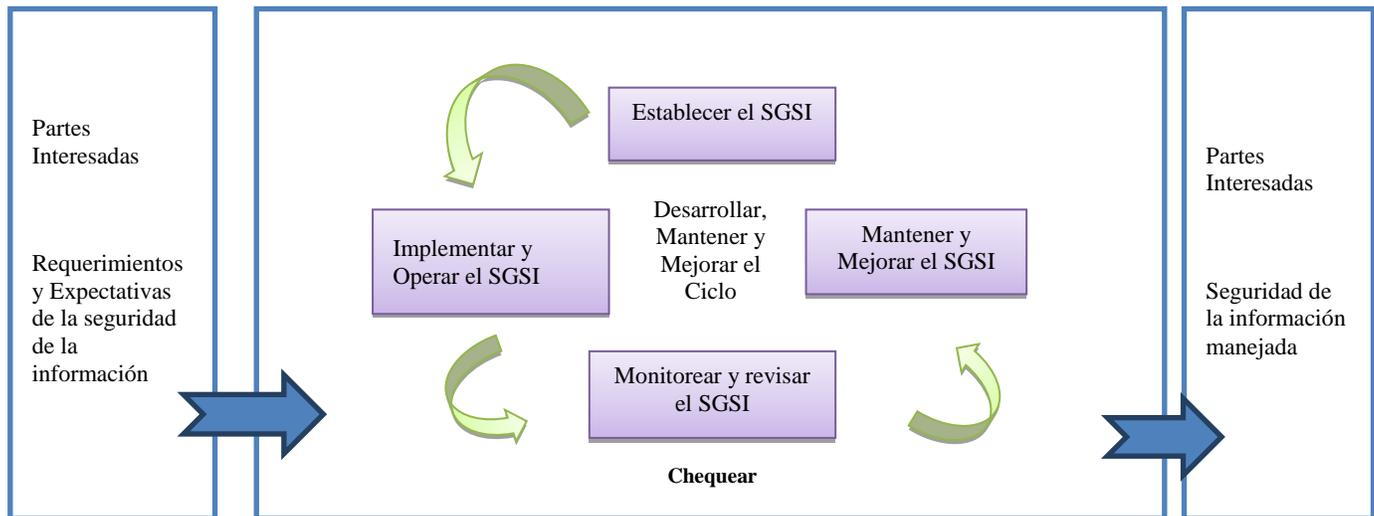 Partes
Interesadas
Requerimientos
y Expectativas
de la seguridad
de la
información
Establecer el SGSI
Implementar y
Operar el SGSI
Desarrollar,
Mantener y
Mejorar el
Ciclo
Mantener y
Mejorar el SGSI
Monitorear y revisar
el SGSI
Chequear
Partes
Interesadas
Seguridad de
la información
manejada